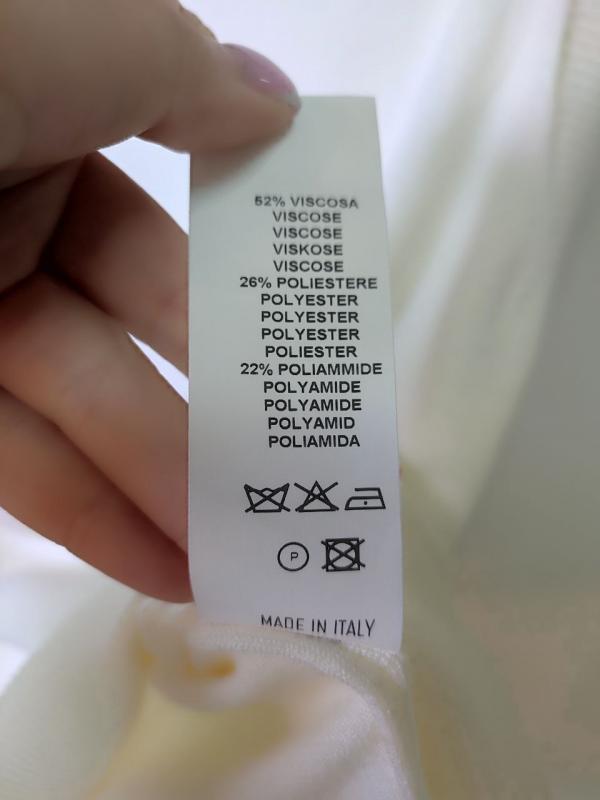 52% VISCOSA
VISCOSE
VISCOSE
VISKOSE
VISCOSE
26% POLIESTERE
POLYESTER
POLYESTER
POLYESTER
POLIESTER
22% POLIAMMIDE
POLYAMIDE
POLYAMIDE
POLYAMID
POLIAMIDA
P
MADE IN ITALY